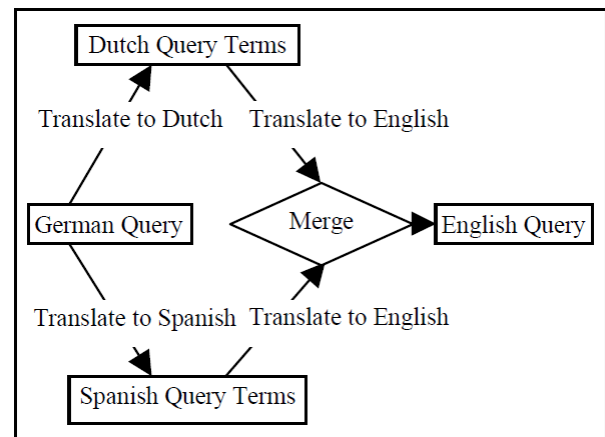 Dutch Query Terms
Translate to Dutch
Translate to English
German Query
Merge
English Query
Translate to Spanish
Translate to English
Spanish Query Terms